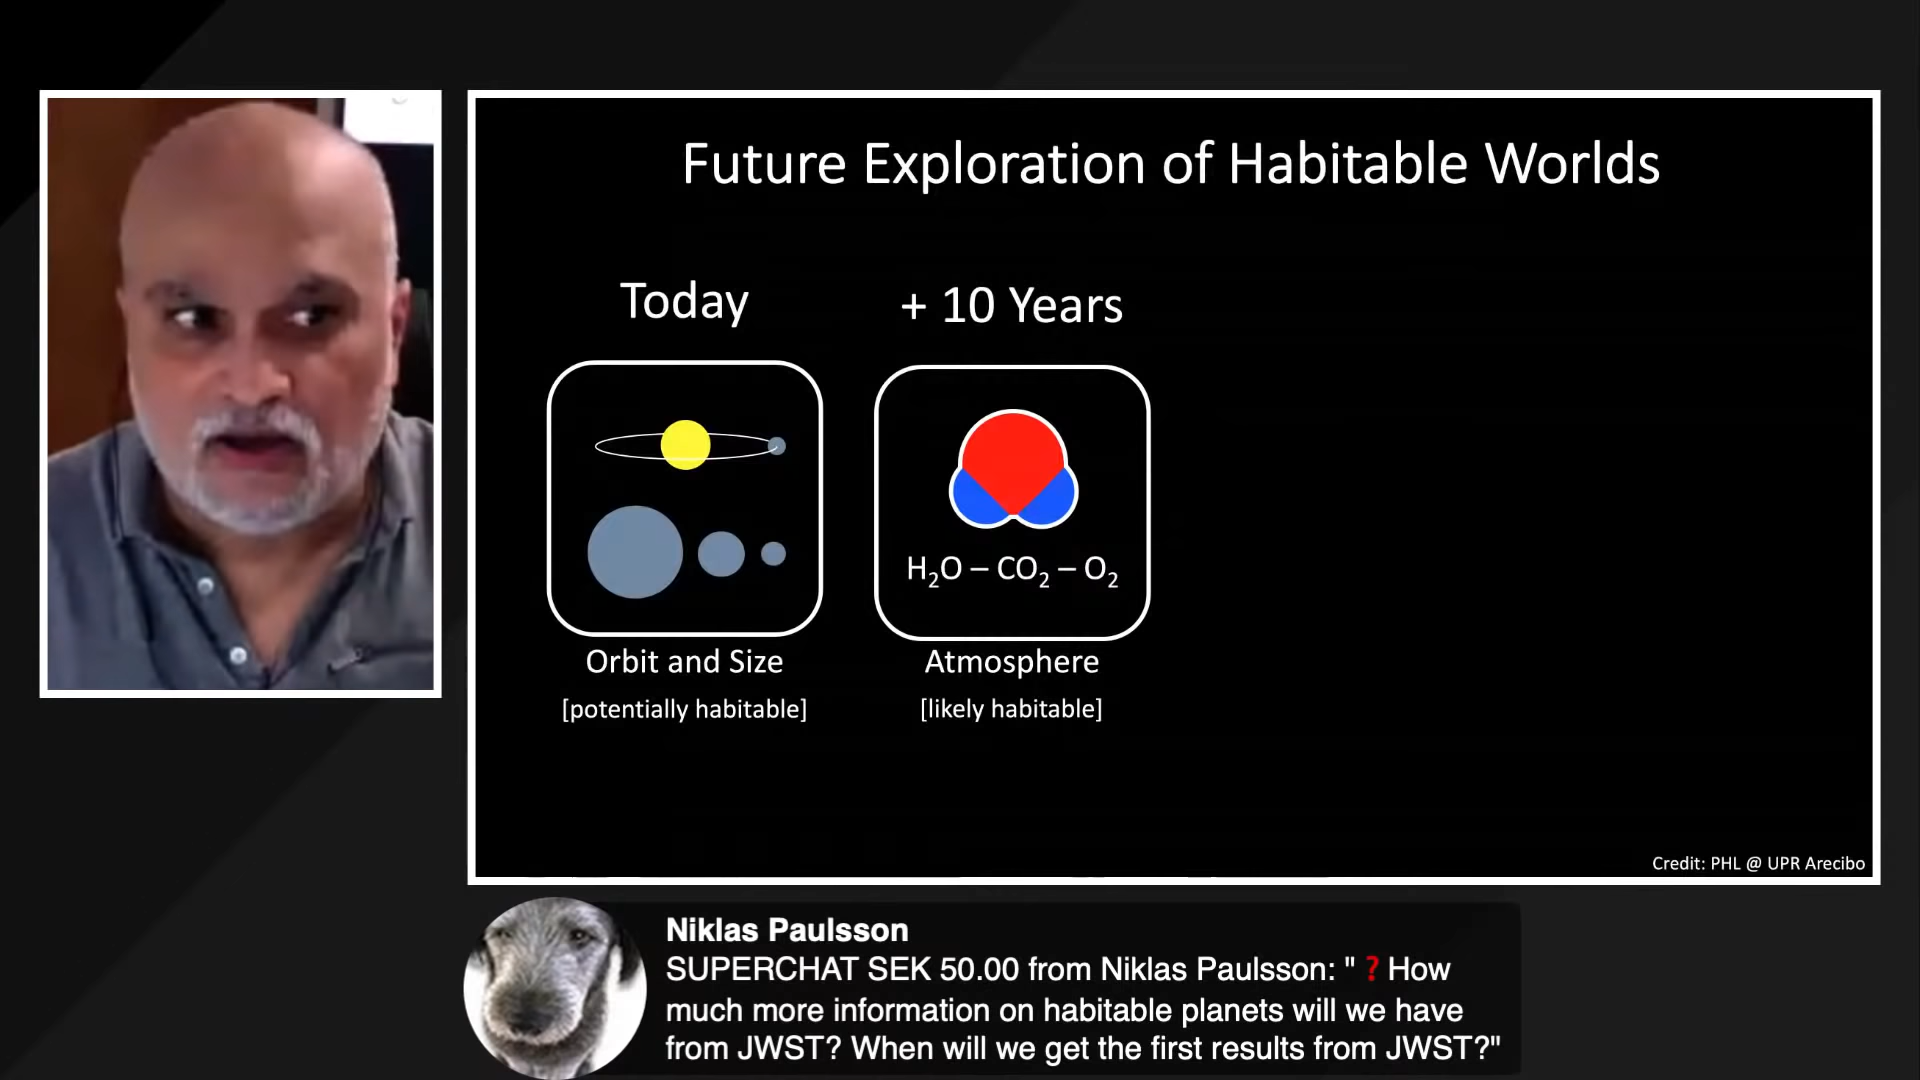 Future Exploration of Habitable Worlds
Today
+ 10 Years
H₂O – CO₂ – O₂
Orbit and Size
Atmosphere
[potentially habitable]
[likely habitable]
Credit: PHL @ UPR Arecibo
Niklas Paulsson
SUPERCHAT SEK 50.00 from Niklas Paulsson: "❓How
much more information on habitable planets will we have
from JWST? When will we get the first results from JWST?"